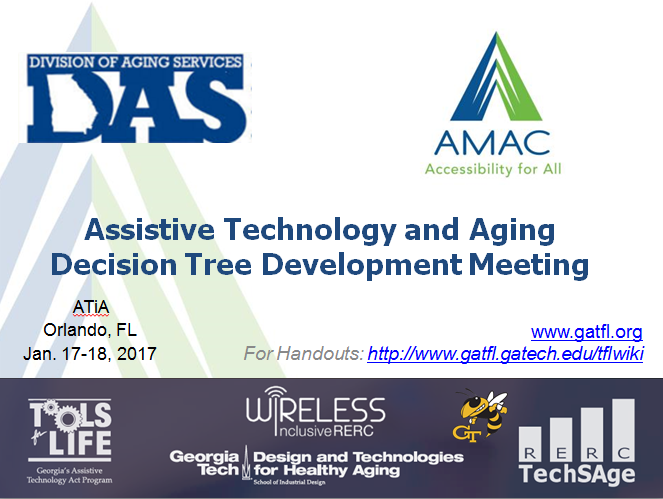 DIVISION OF AGING SERVICES
DAS
AMAC
Accessibility for All
Assistive Technology and Aging
Decision Tree Development Meeting
ATiA
Orlando, FL
Jan. 17-18, 2017
www.gatfl.org
For Handouts: http://www.gatfl.gatech.edu/tflwiki
TOOLS
for
LIFE
Georgia's Assistive
Technology Act Program
WiRELESS
inclusiveRERC
Georgia Tech
Design and Technologies
for Healthy Aging
School of Industrial Design
GT
RERC
TechSAge